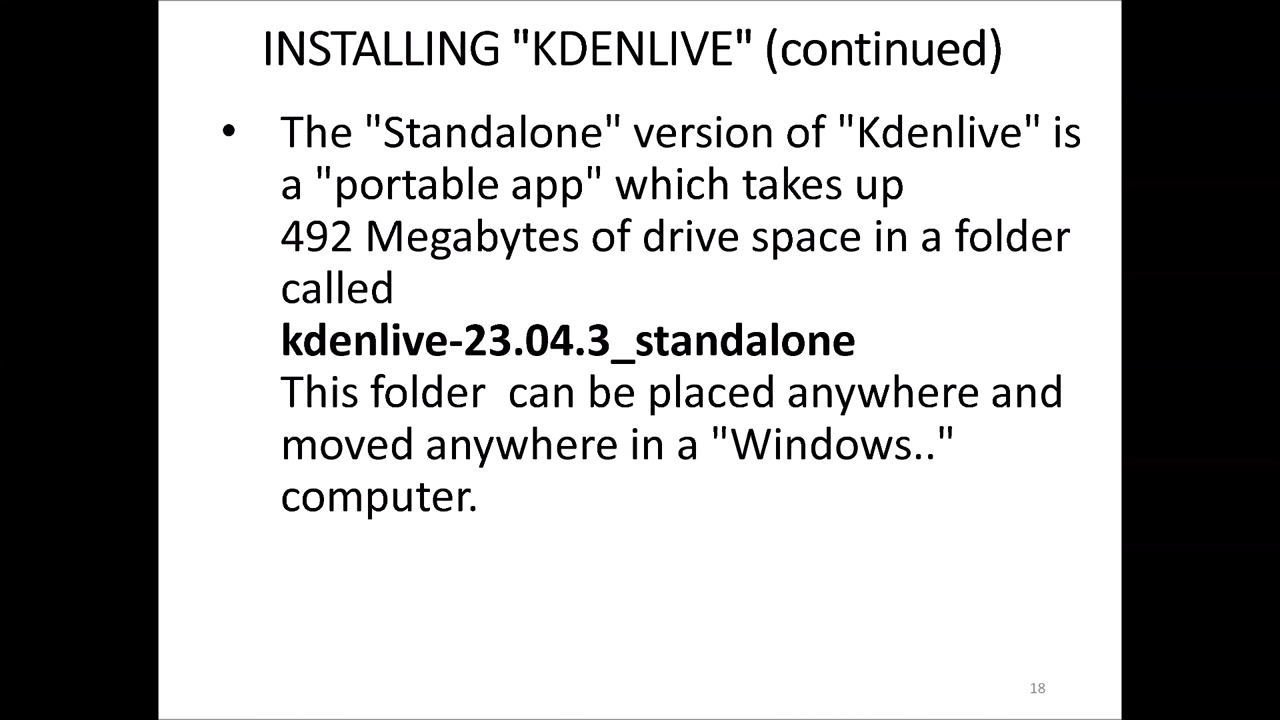 INSTALLING "KDENLIVE" (continued)
• The "Standalone" version of "Kdenlive" is
a "portable app" which takes up
492 Megabytes of drive space in a folder
called
kdenlive-23.04.3_standalone
This folder  can be placed anywhere and
moved anywhere in a "Windows.."
computer.
18